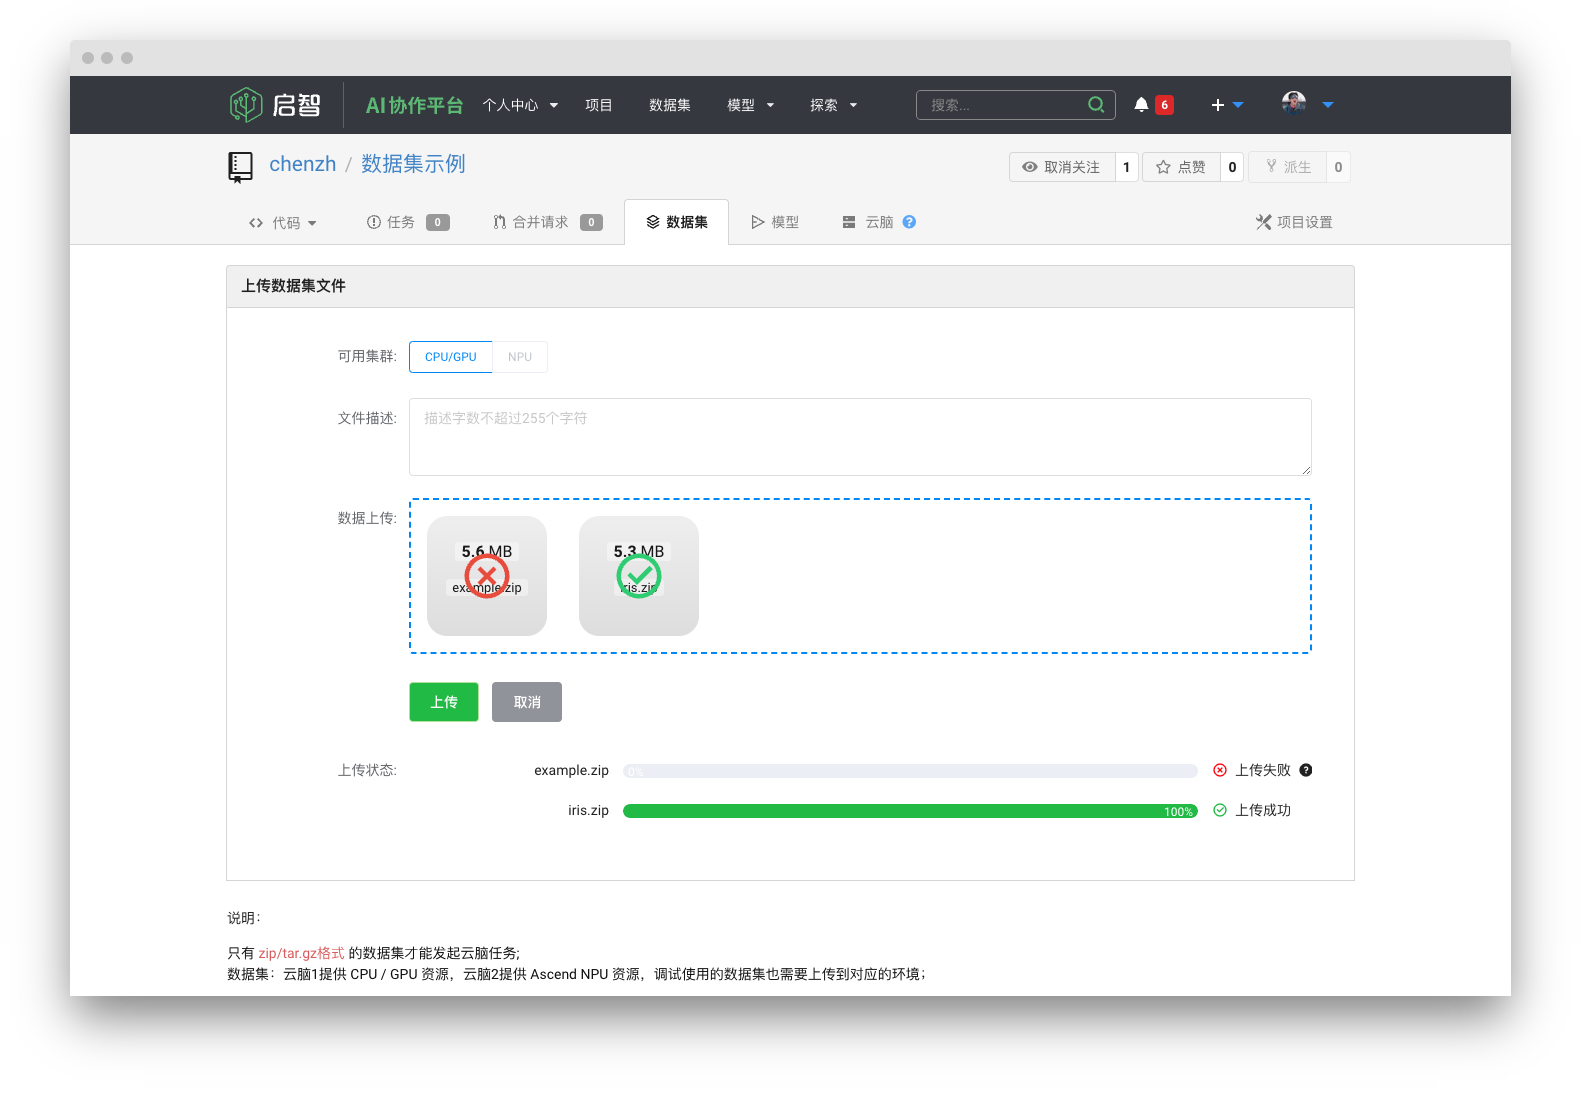 启智 AI协作平台 个人中心 项目 数据集 模型 探索 搜索... 6
chenzh / 数据集示例 取消关注 1 点赞 0 派生 0
代码 任务 0 合并请求 0 数据集 模型 云脑 ? 项目设置
上传数据集文件
可用集群: CPU/GPU NPU
文件描述: 描述字数不超过255个字符
数据上传:
5.6 MB 5.3 MB
example.zip iris.zip
上传 取消
上传状态: example.zip 0% 上传失败 ?
iris.zip 100% 上传成功
说明：
只有 zip/tar.gz格式 的数据集才能发起云脑任务;
数据集：云脑1提供 CPU / GPU 资源，云脑2提供 Ascend NPU 资源，调试使用的数据集也需要上传到对应的环境；